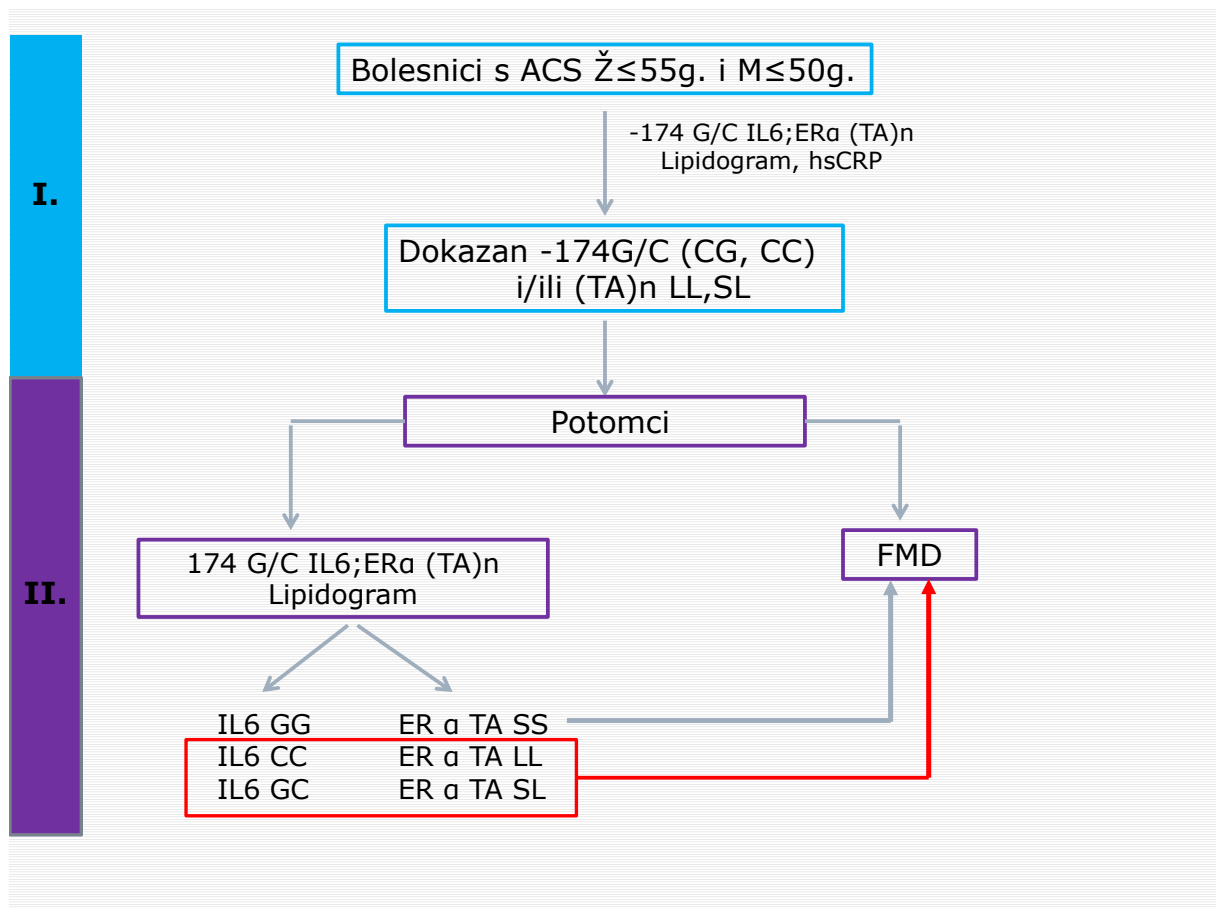 Bolesnici s ACS Ž≤55g. i M≤50g.
-174 G/C IL6;ERα (TA)n
Lipidogram, hsCRP
I.
Dokazan -174G/C (CG, CC)
i/ili (TA)n LL,SL
Potomci
174 G/C IL6;ERα (TA)n
Lipidogram
FMD
II.
IL6 GG ER α TA SS
IL6 CC ER α TA LL
IL6 GC ER α TA SL